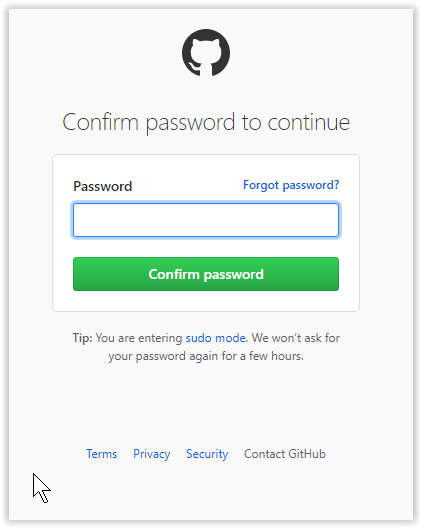 Confirm password to continue
Password Forgot password?
Confirm password
Tip: You are entering sudo mode. We won't ask for
your password again for a few hours.
Terms Privacy Security Contact GitHub